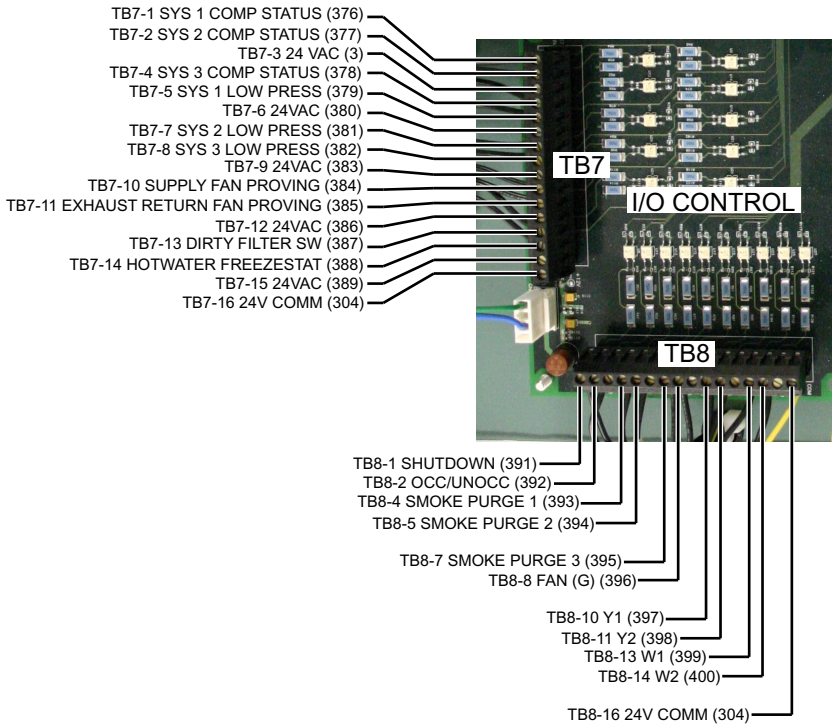 TB7-1 SYS 1 COMP STATUS (376)
TB7-2 SYS 2 COMP STATUS (377)
TB7-3 24 VAC (3)
TB7-4 SYS 3 COMP STATUS (378)
TB7-5 SYS 1 LOW PRESS (379)
TB7-6 24VAC (380)
TB7-7 SYS 2 LOW PRESS (381)
TB7-8 SYS 3 LOW PRESS (382)
TB7-9 24VAC (383)
TB7-10 SUPPLY FAN PROVING (384)
TB7-11 EXHAUST RETURN FAN PROVING (385)
TB7-12 24VAC (386)
TB7-13 DIRTY FILTER SW (387)
TB7-14 HOTWATER FREEZESTAT (388)
TB7-15 24VAC (389)
TB7-16 24V COMM (304)
TB7
I/O CONTROL
TB8
TB8-1 SHUTDOWN (391)
TB8-2 OCC/UNOCC (392)
TB8-4 SMOKE PURGE 1 (393)
TB8-5 SMOKE PURGE 2 (394)
TB8-7 SMOKE PURGE 3 (395)
TB8-8 FAN (G) (396)
TB8-10 Y1 (397)
TB8-11 Y2 (398)
TB8-13 W1 (399)
TB8-14 W2 (400)
TB8-16 24V COMM (304)